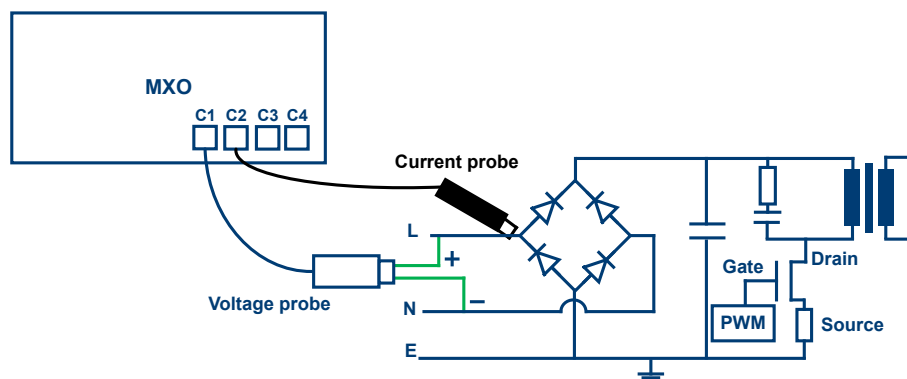 MXO
C1 C2 C3 C4
Current probe
L
+
Voltage probe
−
N
E
Gate
Drain
PWM
Source